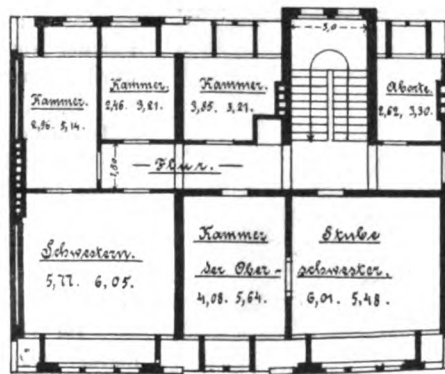 3,0
Kammer.
2,46. 3,21.
Kammer.
3,85. 3,21.
Aborte.
2,62, 3,30.
Kammer.
2,96. 5,14.
1,80
— Flur. —
Schwestern.
5,77. 6,05.
Kammer
der Ober-
4,08. 5,64.
Stube
schwester.
6,01. 5,48.